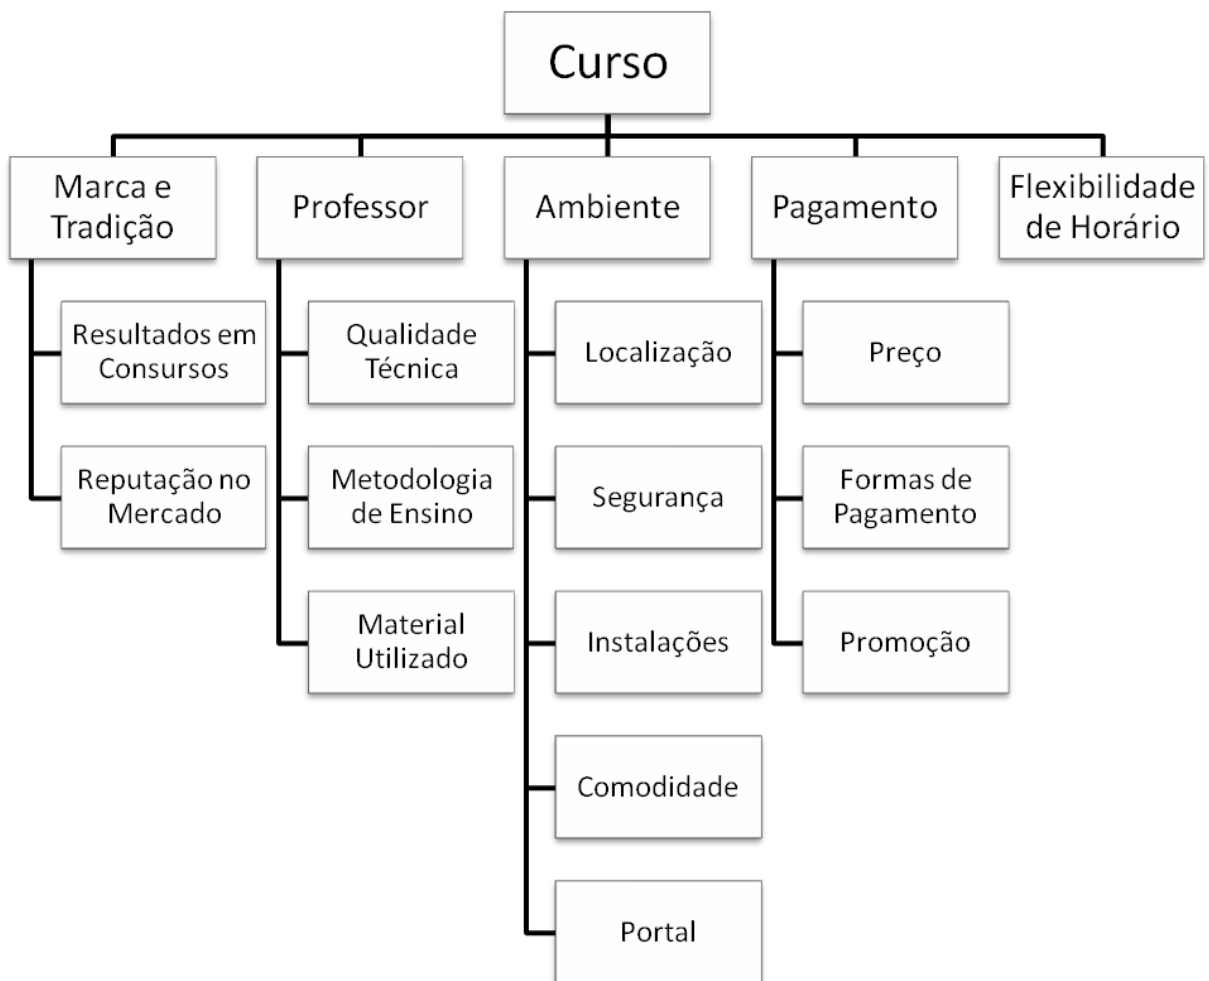 Curso
Marca e
Tradição
Professor
Ambiente
Pagamento
Flexibilidade
de Horário
Resultados em
Consursos
Qualidade
Técnica
Localização
Preço
Reputação no
Mercado
Metodologia
de Ensino
Segurança
Formas de
Pagamento
Material
Utilizado
Instalações
Promoção
Comodidade
Portal